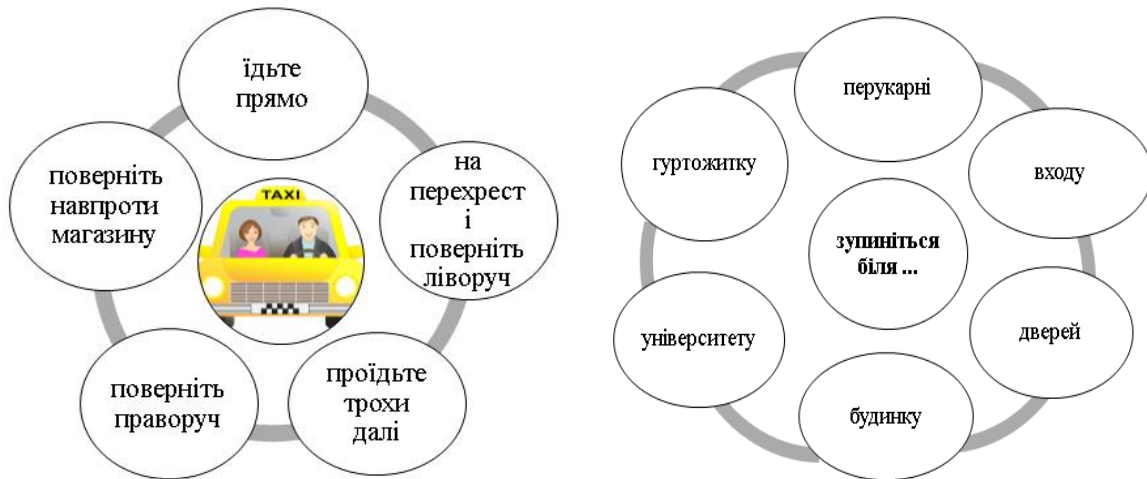 їдьте
прямо
на
перехрест
і
поверніть
ліворуч
проїдьте
трохи
далі
поверніть
праворуч
поверніть
навпроти
магазину
TAXI
перукарні
входу
дверей
будинку
університету
гуртожитку
зупиніться
біля ...